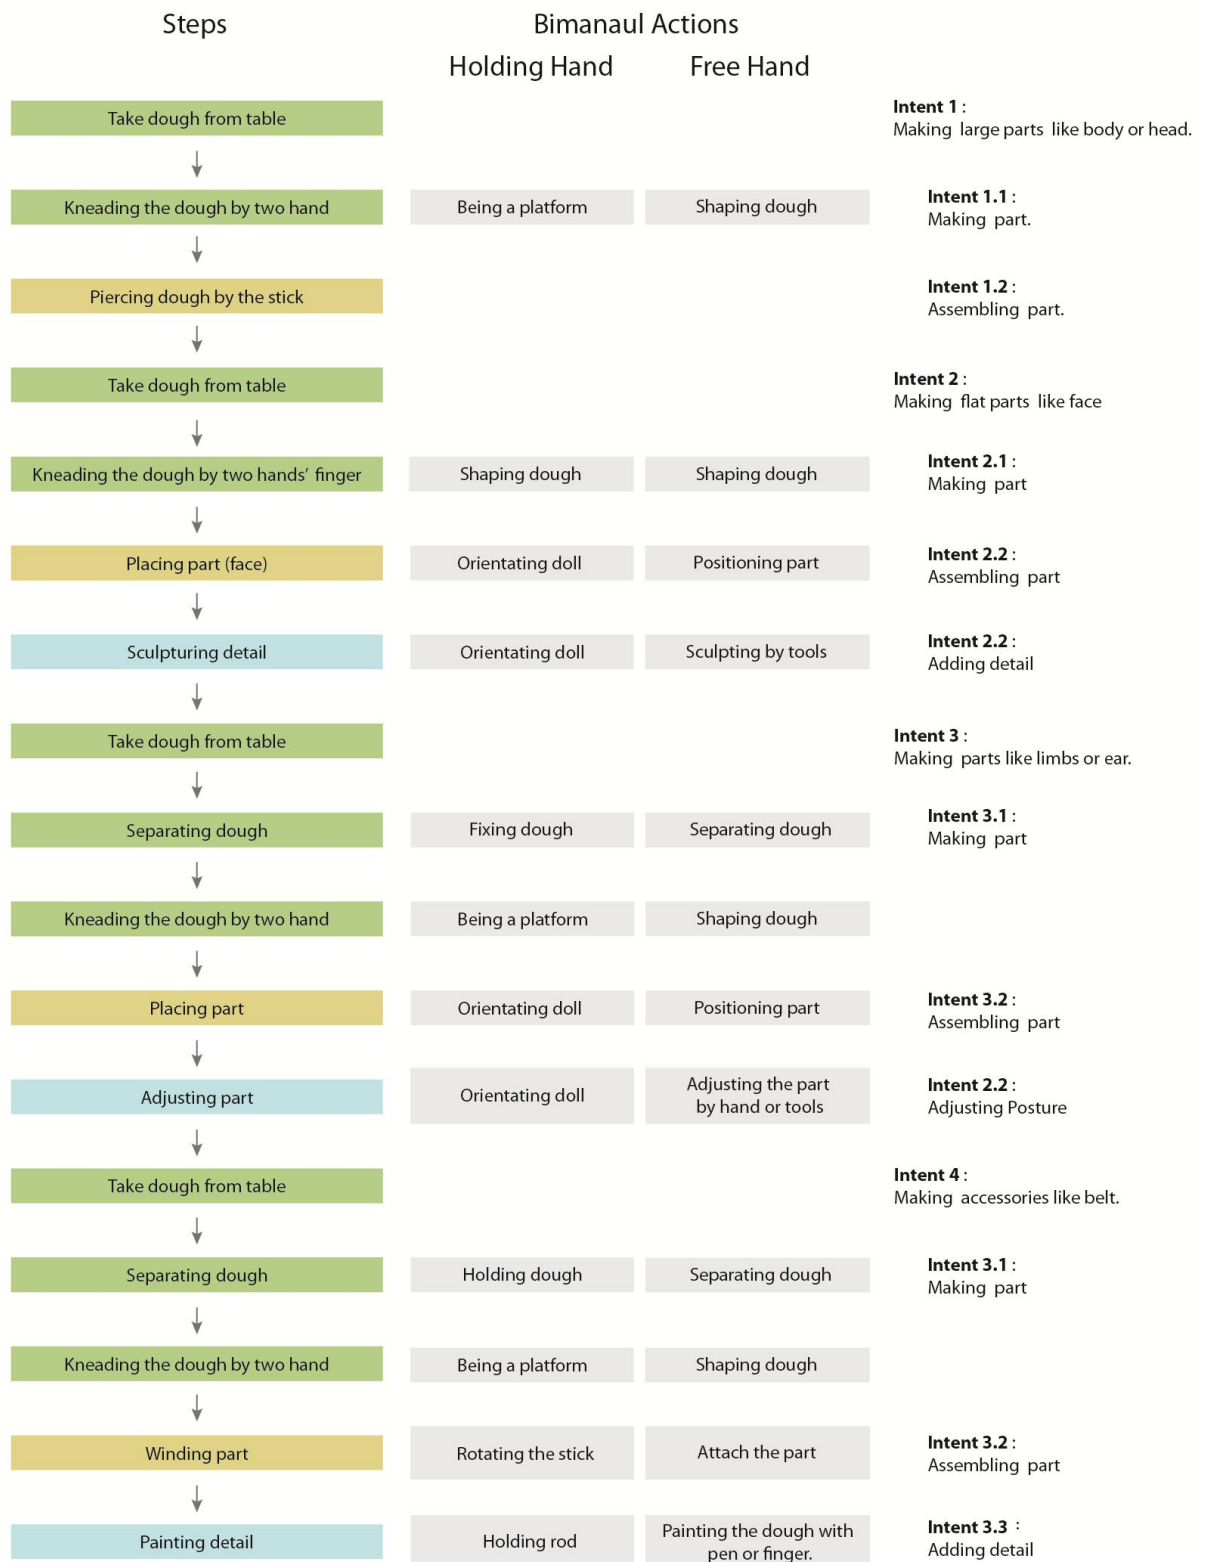 Steps
Bimanaul Actions
Holding Hand
Free Hand
Take dough from table
Intent 1 :
Making large parts like body or head.
Kneading the dough by two hand
Being a platform
Shaping dough
Intent 1.1 :
Making part.
Piercing dough by the stick
Intent 1.2 :
Assembling part.
Take dough from table
Intent 2 :
Making flat parts like face
Kneading the dough by two hands' finger
Shaping dough
Shaping dough
Intent 2.1 :
Making part
Placing part (face)
Orientating doll
Positioning part
Intent 2.2 :
Assembling part
Sculpturing detail
Orientating doll
Sculpting by tools
Intent 2.2 :
Adding detail
Take dough from table
Intent 3 :
Making parts like limbs or ear.
Separating dough
Fixing dough
Separating dough
Intent 3.1 :
Making part
Kneading the dough by two hand
Being a platform
Shaping dough
Placing part
Orientating doll
Positioning part
Intent 3.2 :
Assembling part
Adjusting part
Orientating doll
Adjusting the part
by hand or tools
Intent 2.2 :
Adjusting Posture
Take dough from table
Intent 4 :
Making accessories like belt.
Separating dough
Holding dough
Separating dough
Intent 3.1 :
Making part
Kneading the dough by two hand
Being a platform
Shaping dough
Winding part
Rotating the stick
Attach the part
Intent 3.2 :
Assembling part
Painting detail
Holding rod
Painting the dough with
pen or finger.
Intent 3.3 :
Adding detail